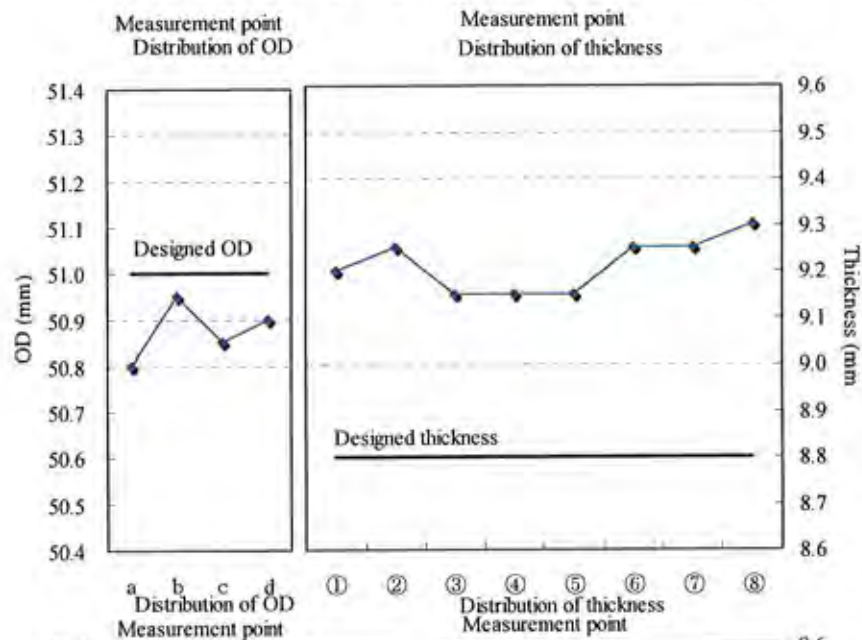 Measurement point
Distribution of OD
Measurement point
Distribution of thickness
51.4
51.3
51.2
51.1
51.0
50.9
50.8
50.7
50.6
50.5
50.4
OD (mm)
Designed OD
a b c d
Distribution of OD
Measurement point
Designed thickness
① ② ③ ④ ⑤ ⑥ ⑦ ⑧
Distribution of thickness
Measurement point
9.6
9.5
9.4
9.3
9.2
9.1
9.0
8.9
8.8
8.7
8.6
Thickness (mm